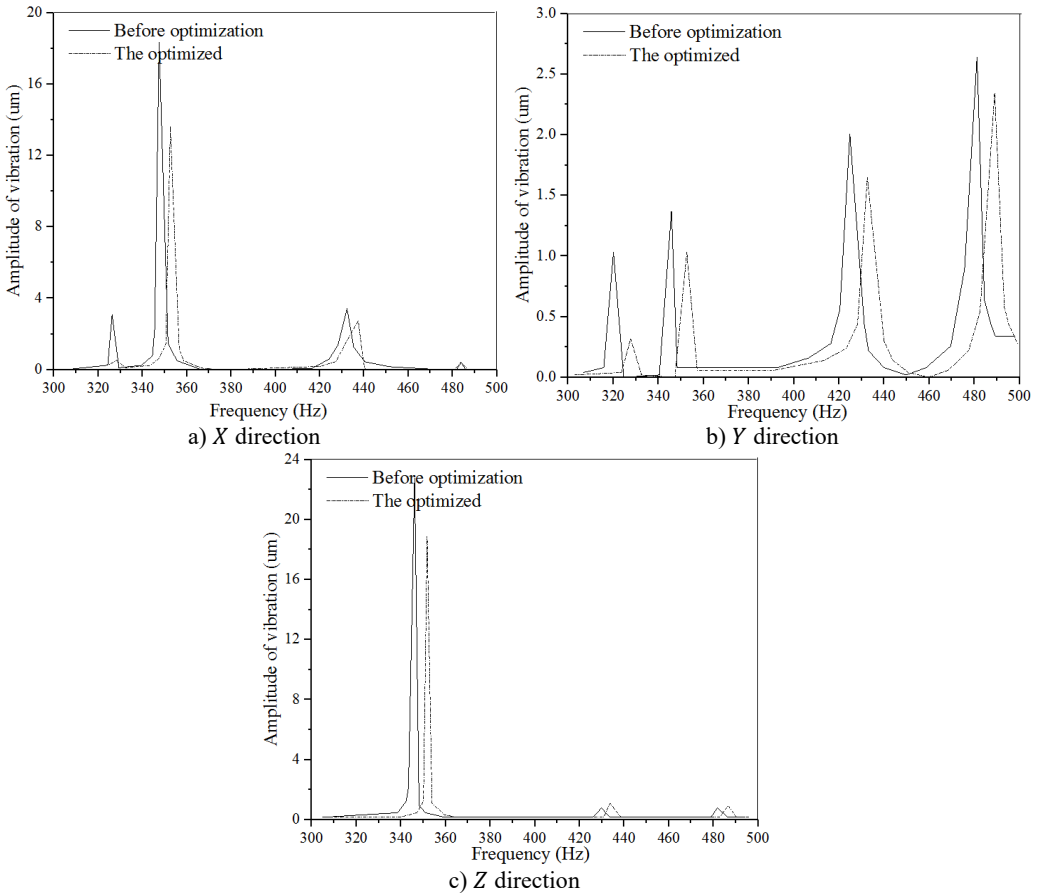 20
16
12
8
4
0
Amplitude of vibration (um)
Before optimization
The optimized
300 320 340 360 380 400 420 440 460 480 500
Frequency (Hz)
a) X direction
3.0
2.5
2.0
1.5
1.0
0.5
0.0
Amplitude of vibration (um)
Before optimization
The optimized
300 320 340 360 380 400 420 440 460 480 500
Frequency (Hz)
b) Y direction
24
20
16
12
8
4
0
Amplitude of vibration (um)
Before optimization
The optimized
300 320 340 360 380 400 420 440 460 480 500
Frequency (Hz)
c) Z direction